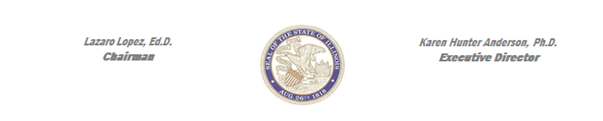 Lazaro Lopez, Ed.D.
Chairman
SEAL OF THE STATE OF ILLINOIS
AUG. 26TH 1818
Karen Hunter Anderson, Ph.D.
Executive Director